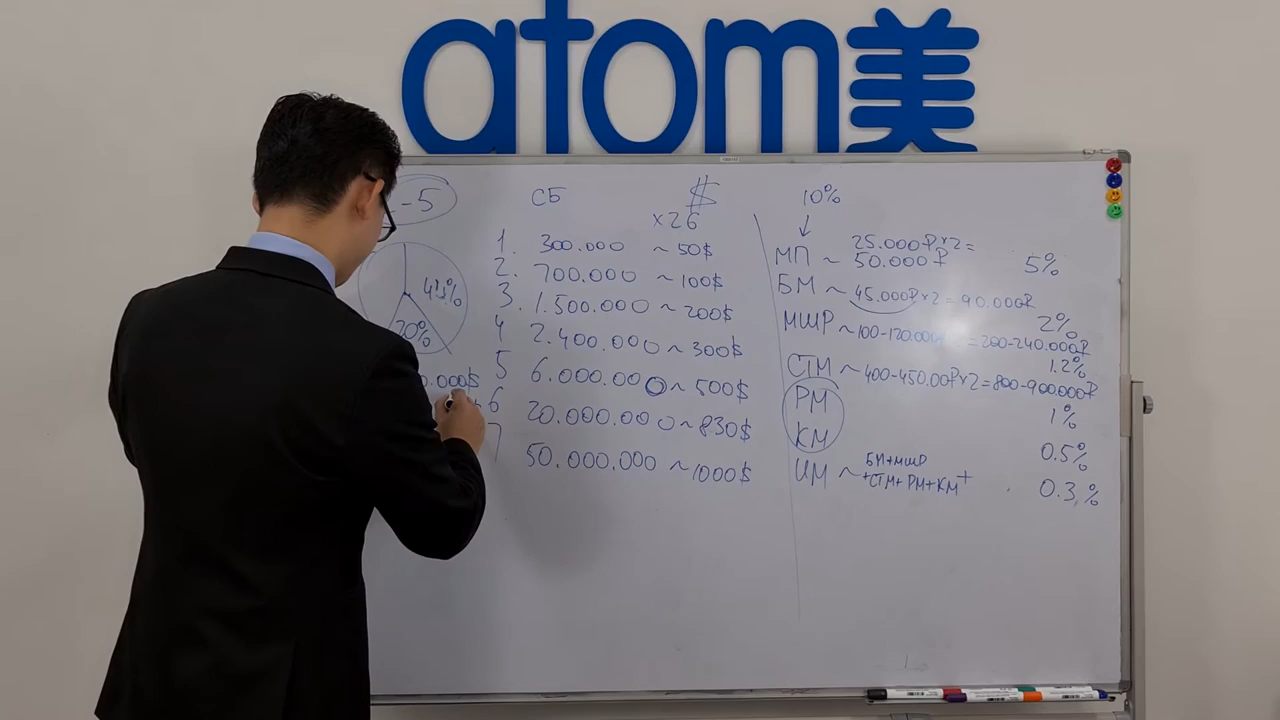 atom美
-5
СБ
$
10%
x26
1. 300.000 ~ 50$
2. 700.000 ~ 100$
3. 1.500.000 ~ 200$
4 2.400.000 ~ 300$
5 6.000.000 ~ 500$
6 20.000.000 ~ 830$
7 50.000.000 ~ 1000$
44%
20%
0.000$
МП ~ 25.000₽x2=
50.000₽ 5%
БМ ~ 45.000₽x2=90.000₽
2%
МШР ~ 100-120.000 =200-240.000₽
1.2%
СТМ ~ 400-450.00₽x2=800-900.000₽
РМ 1%
КМ 0.5%
ИМ ~ БМ+МШР
+СТМ+РМ+КМ+ 0.3%